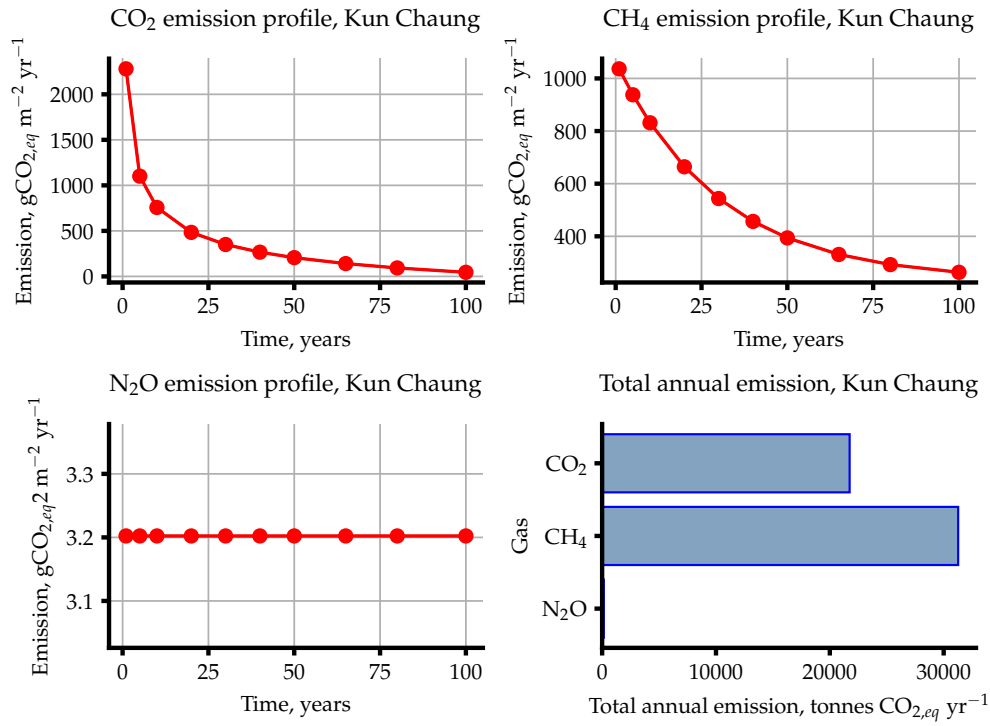 CO₂ emission profile, Kun Chaung
Emission, gCO₂,eq m⁻² yr⁻¹
2000
1500
1000
500
0
0 25 50 75 100
Time, years
CH₄ emission profile, Kun Chaung
Emission, gCO₂,eq m⁻² yr⁻¹
1000
800
600
400
0 25 50 75 100
Time, years
N₂O emission profile, Kun Chaung
Emission, gCO₂,eq2 m⁻² yr⁻¹
3.3
3.2
3.1
0 25 50 75 100
Time, years
Total annual emission, Kun Chaung
Gas
CO₂
CH₄
N₂O
0 10000 20000 30000
Total annual emission, tonnes CO₂,eq yr⁻¹